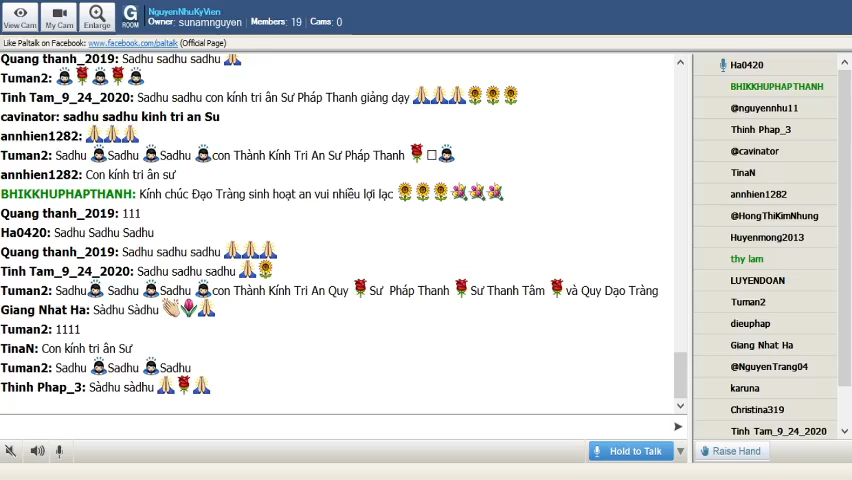 NguyenNhuKyVien
G
ROOM
Owner: sunamnguyen Members: 19 Cams: 0
View Cam
My Cam
Enlarge
Like Paltalk on Facebook: www.facebook.com/paltalk (Official Page)
Quang thanh_2019: Sadhu sadhu sadhu
Tuman2:
Tinh Tam_9_24_2020: Sadhu sadhu con kính tri ân Sư Pháp Thanh giảng dạy
cavinator: sadhu sadhu kinh tri an Su
annhien1282:
Tuman2: Sadhu Sadhu Sadhu con Thành Kính Tri An Sư Pháp Thanh
annhien1282: Con kính tri ân sư
BHIKKHUPHAPTHANH: Kính chúc Đạo Tràng sinh hoạt an vui nhiều lợi lạc
Quang thanh_2019: 111
Ha0420: Sadhu Sadhu Sadhu
Quang thanh_2019: Sadhu sadhu sadhu
Tinh Tam_9_24_2020: Sadhu sadhu sadhu
Tuman2: Sadhu Sadhu Sadhu con Thành Kính Tri An Quy Sư Pháp Thanh Sư Thanh Tâm và Quy Dạo Tràng
Giang Nhat Ha: Sàdhu Sàdhu
Tuman2: 1111
TinaN: Con kính tri ân Sư
Tuman2: Sadhu Sadhu Sadhu
Thinh Phap_3: Sàdhu sàdhu
Hold to Talk
Ha0420
BHIKKHUPHAPTHANH
@nguyennhu11
Thinh Phap_3
@cavinator
TinaN
annhien1282
@HongThiKimNhung
Huyenmong2013
thy lam
LUYENDOAN
Tuman2
dieuphap
Giang Nhat Ha
@NguyenTrang04
karuna
Christina319
Tinh Tam_9_24_2020
Raise Hand